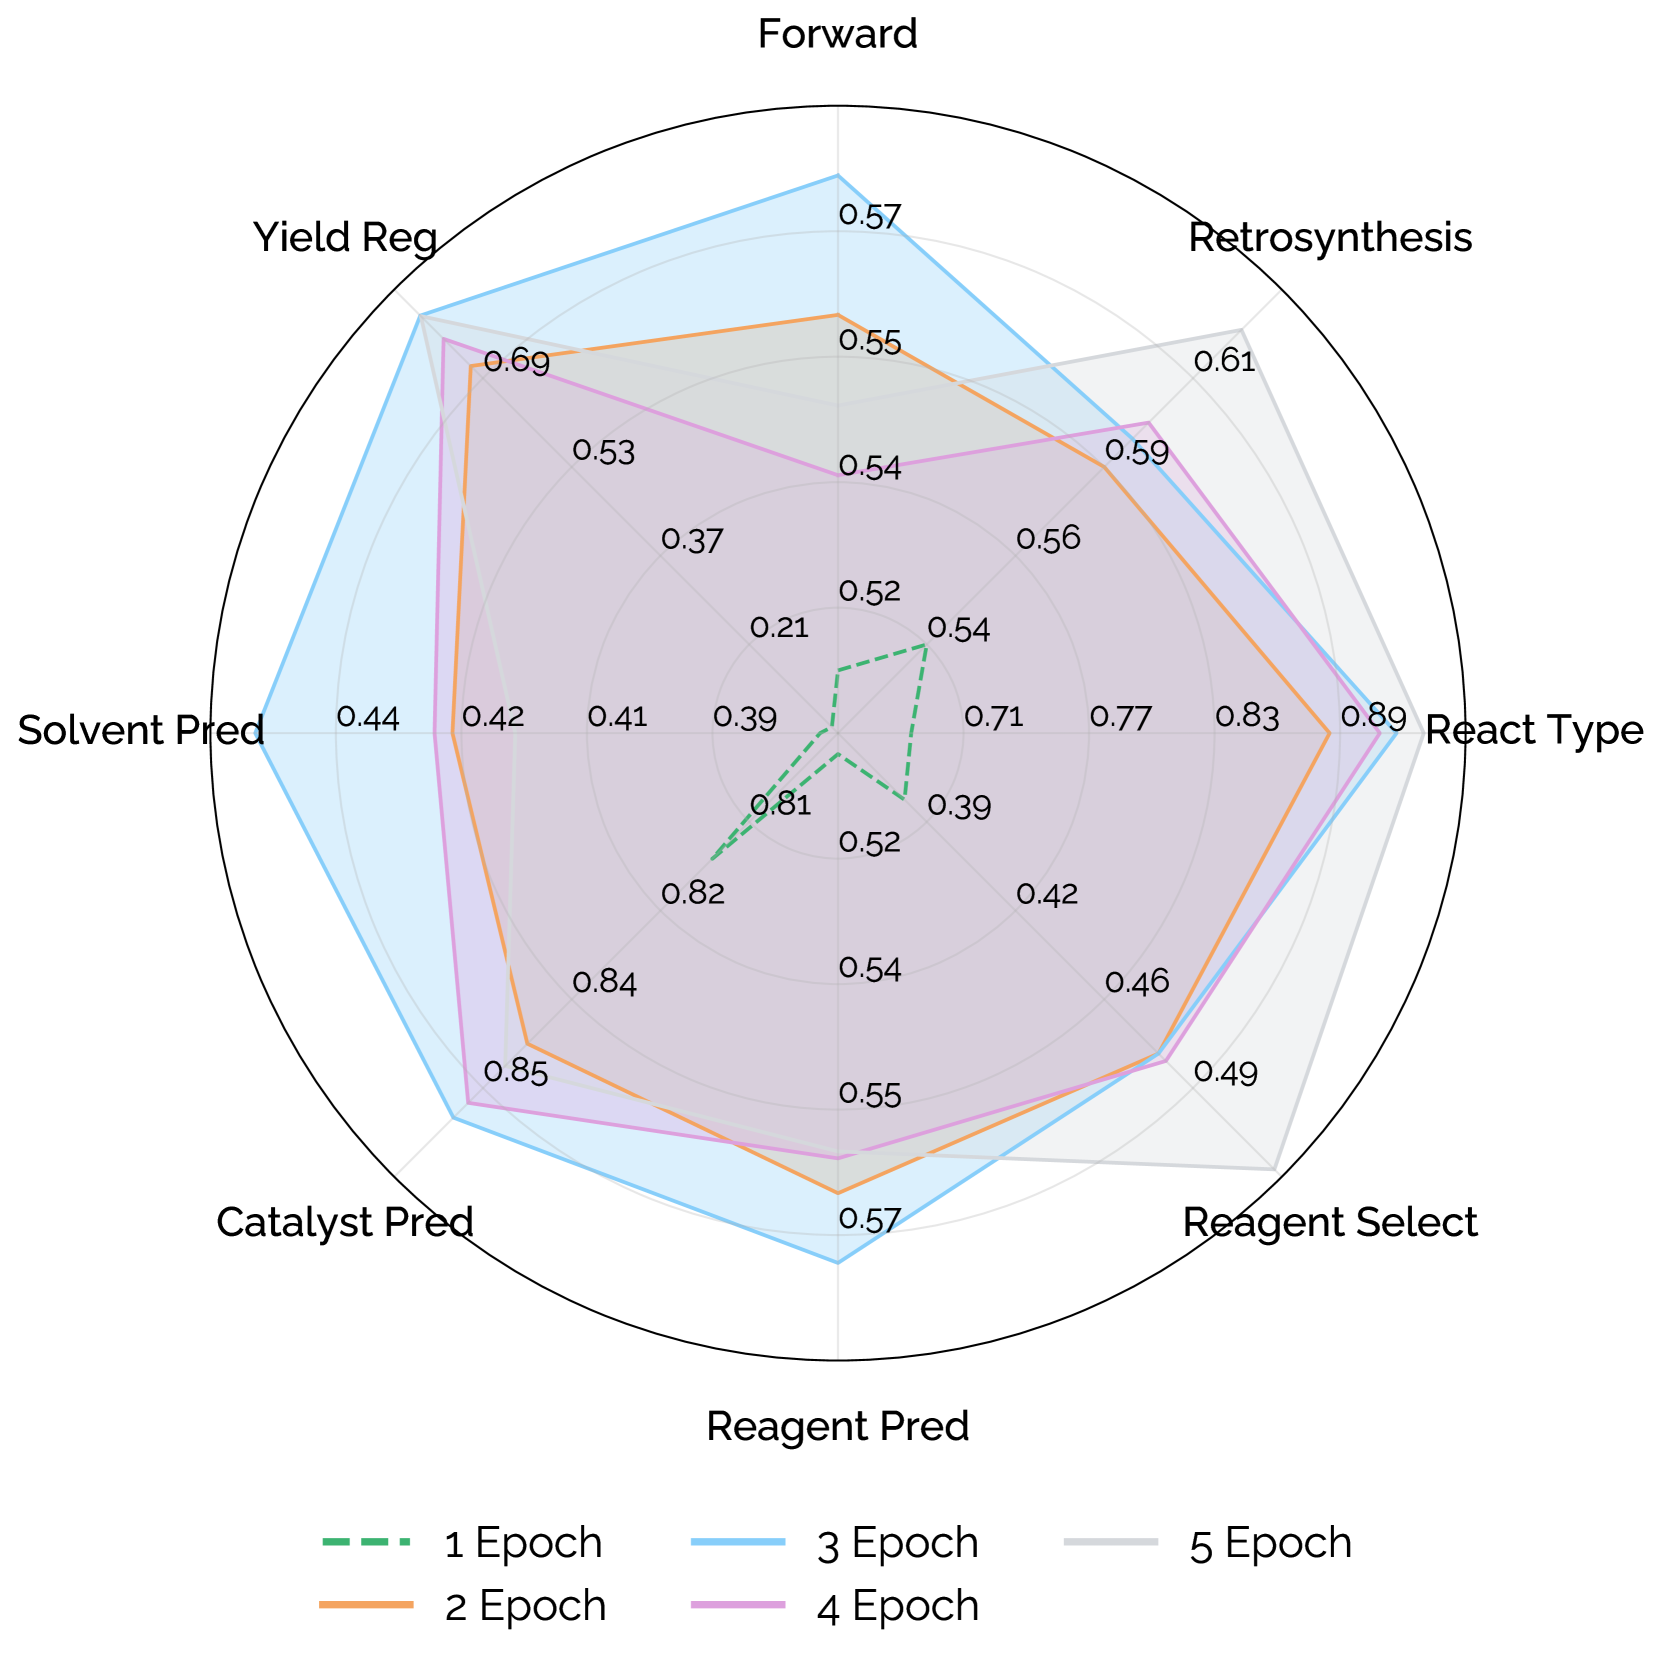 Forward
0.57
Yield Reg
Retrosynthesis
0.55
0.69
0.61
0.53
0.54
0.59
0.37
0.56
0.52
0.21
0.54
Solvent Pred
0.44
0.42
0.41
0.39
0.71
0.77
0.83
0.89
React Type
0.81
0.39
0.52
0.82
0.42
0.84
0.54
0.46
0.85
0.55
0.49
Catalyst Pred
0.57
Reagent Select
Reagent Pred
1 Epoch
3 Epoch
5 Epoch
2 Epoch
4 Epoch